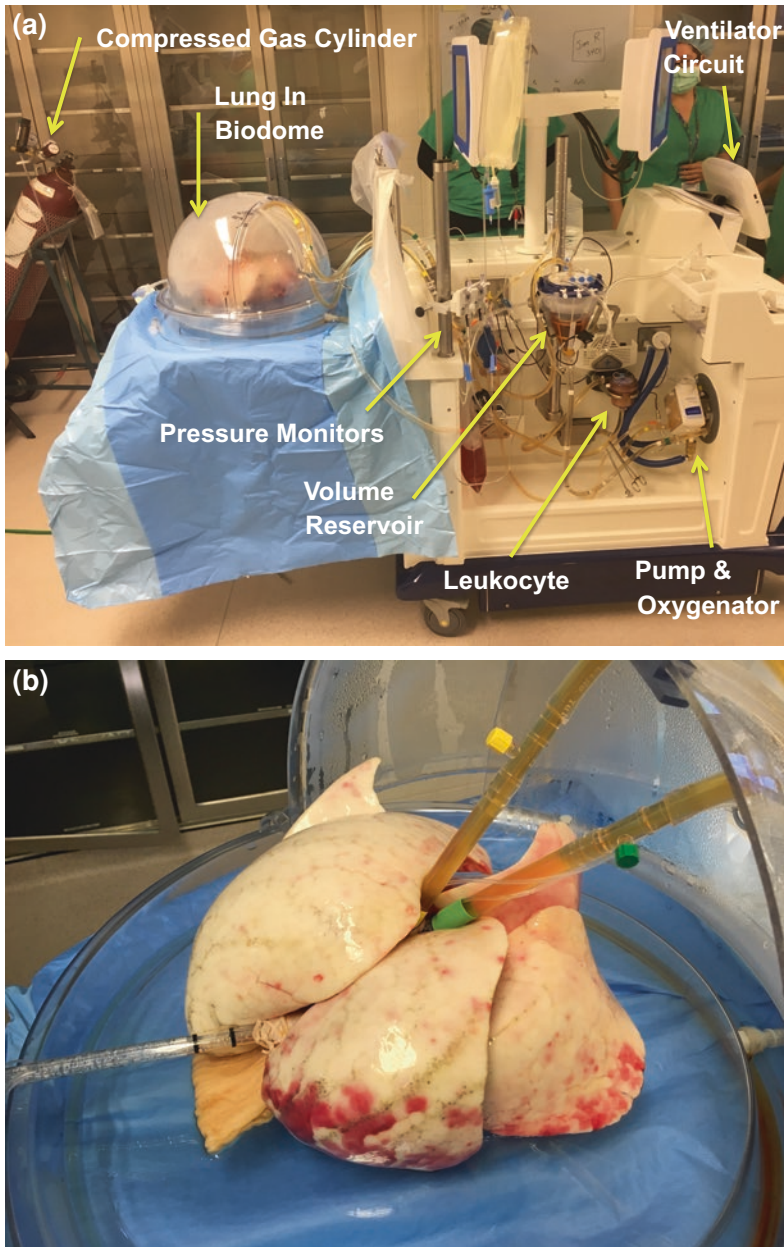 (a)
Compressed Gas Cylinder
Lung In
Biodome
Ventilator
Circuit
Pressure Monitors
Volume
Reservoir
Leukocyte
Pump &
Oxygenator
(b)